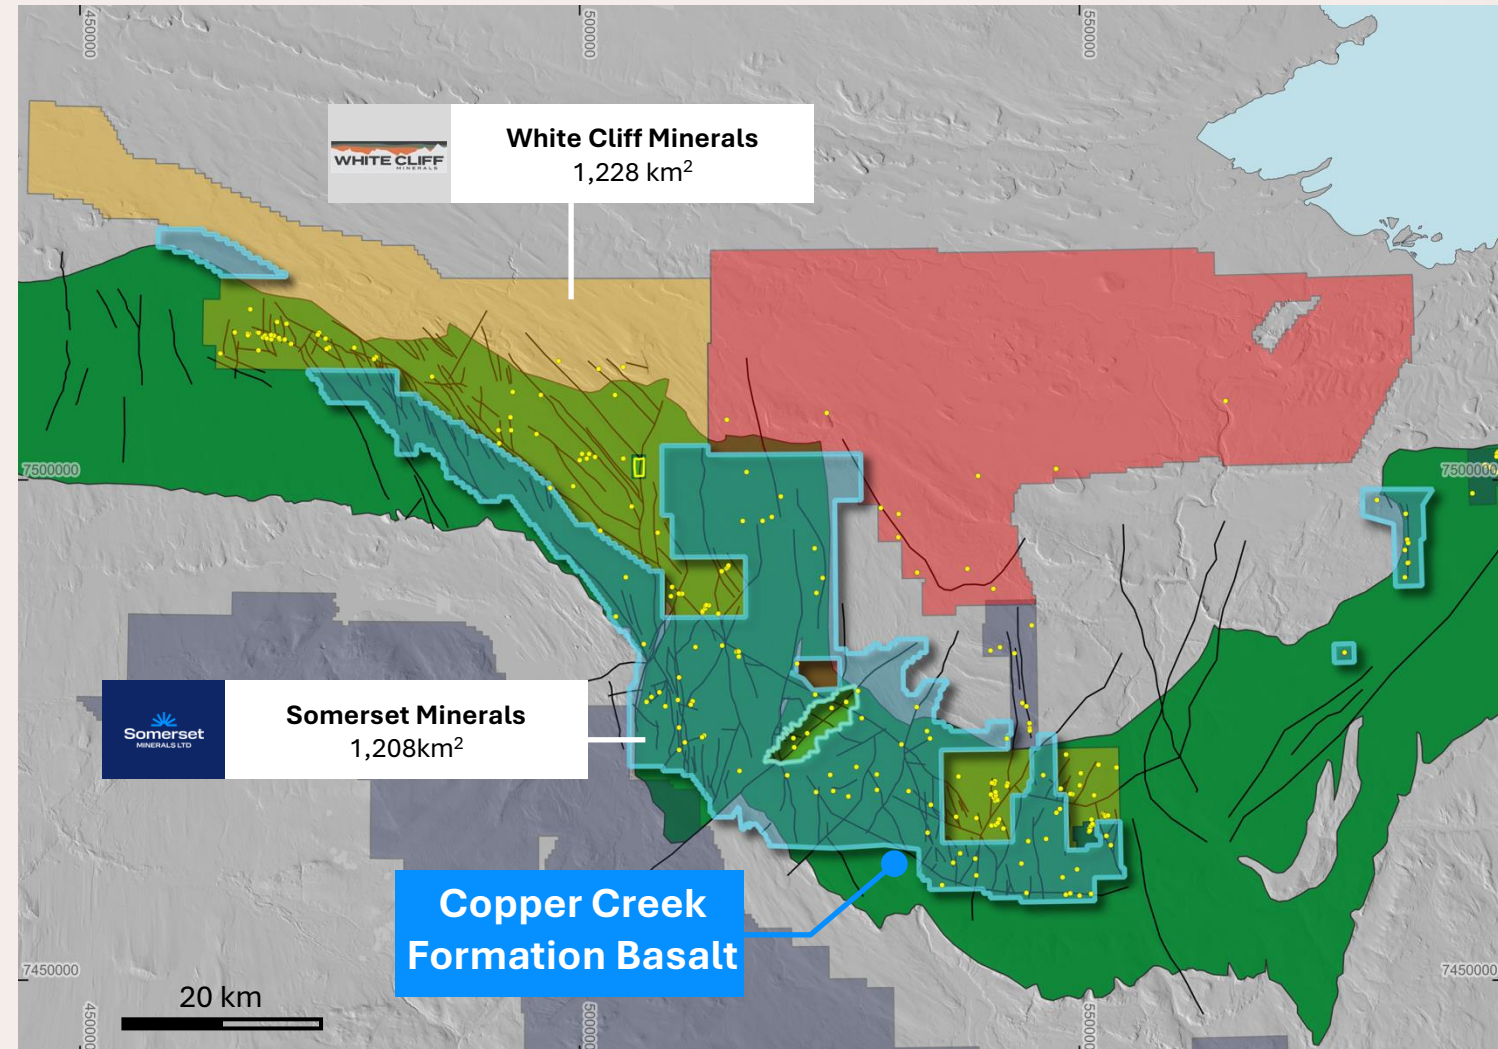 450000
500000
550000
WHITE CLIFF
MINERALS
White Cliff Minerals
1,228 km²
7500000
7500000
Somerset
MINERALS LTD
Somerset Minerals
1,208km²
Copper Creek
Formation Basalt
7450000
7450000
20 km
450000
500000
550000